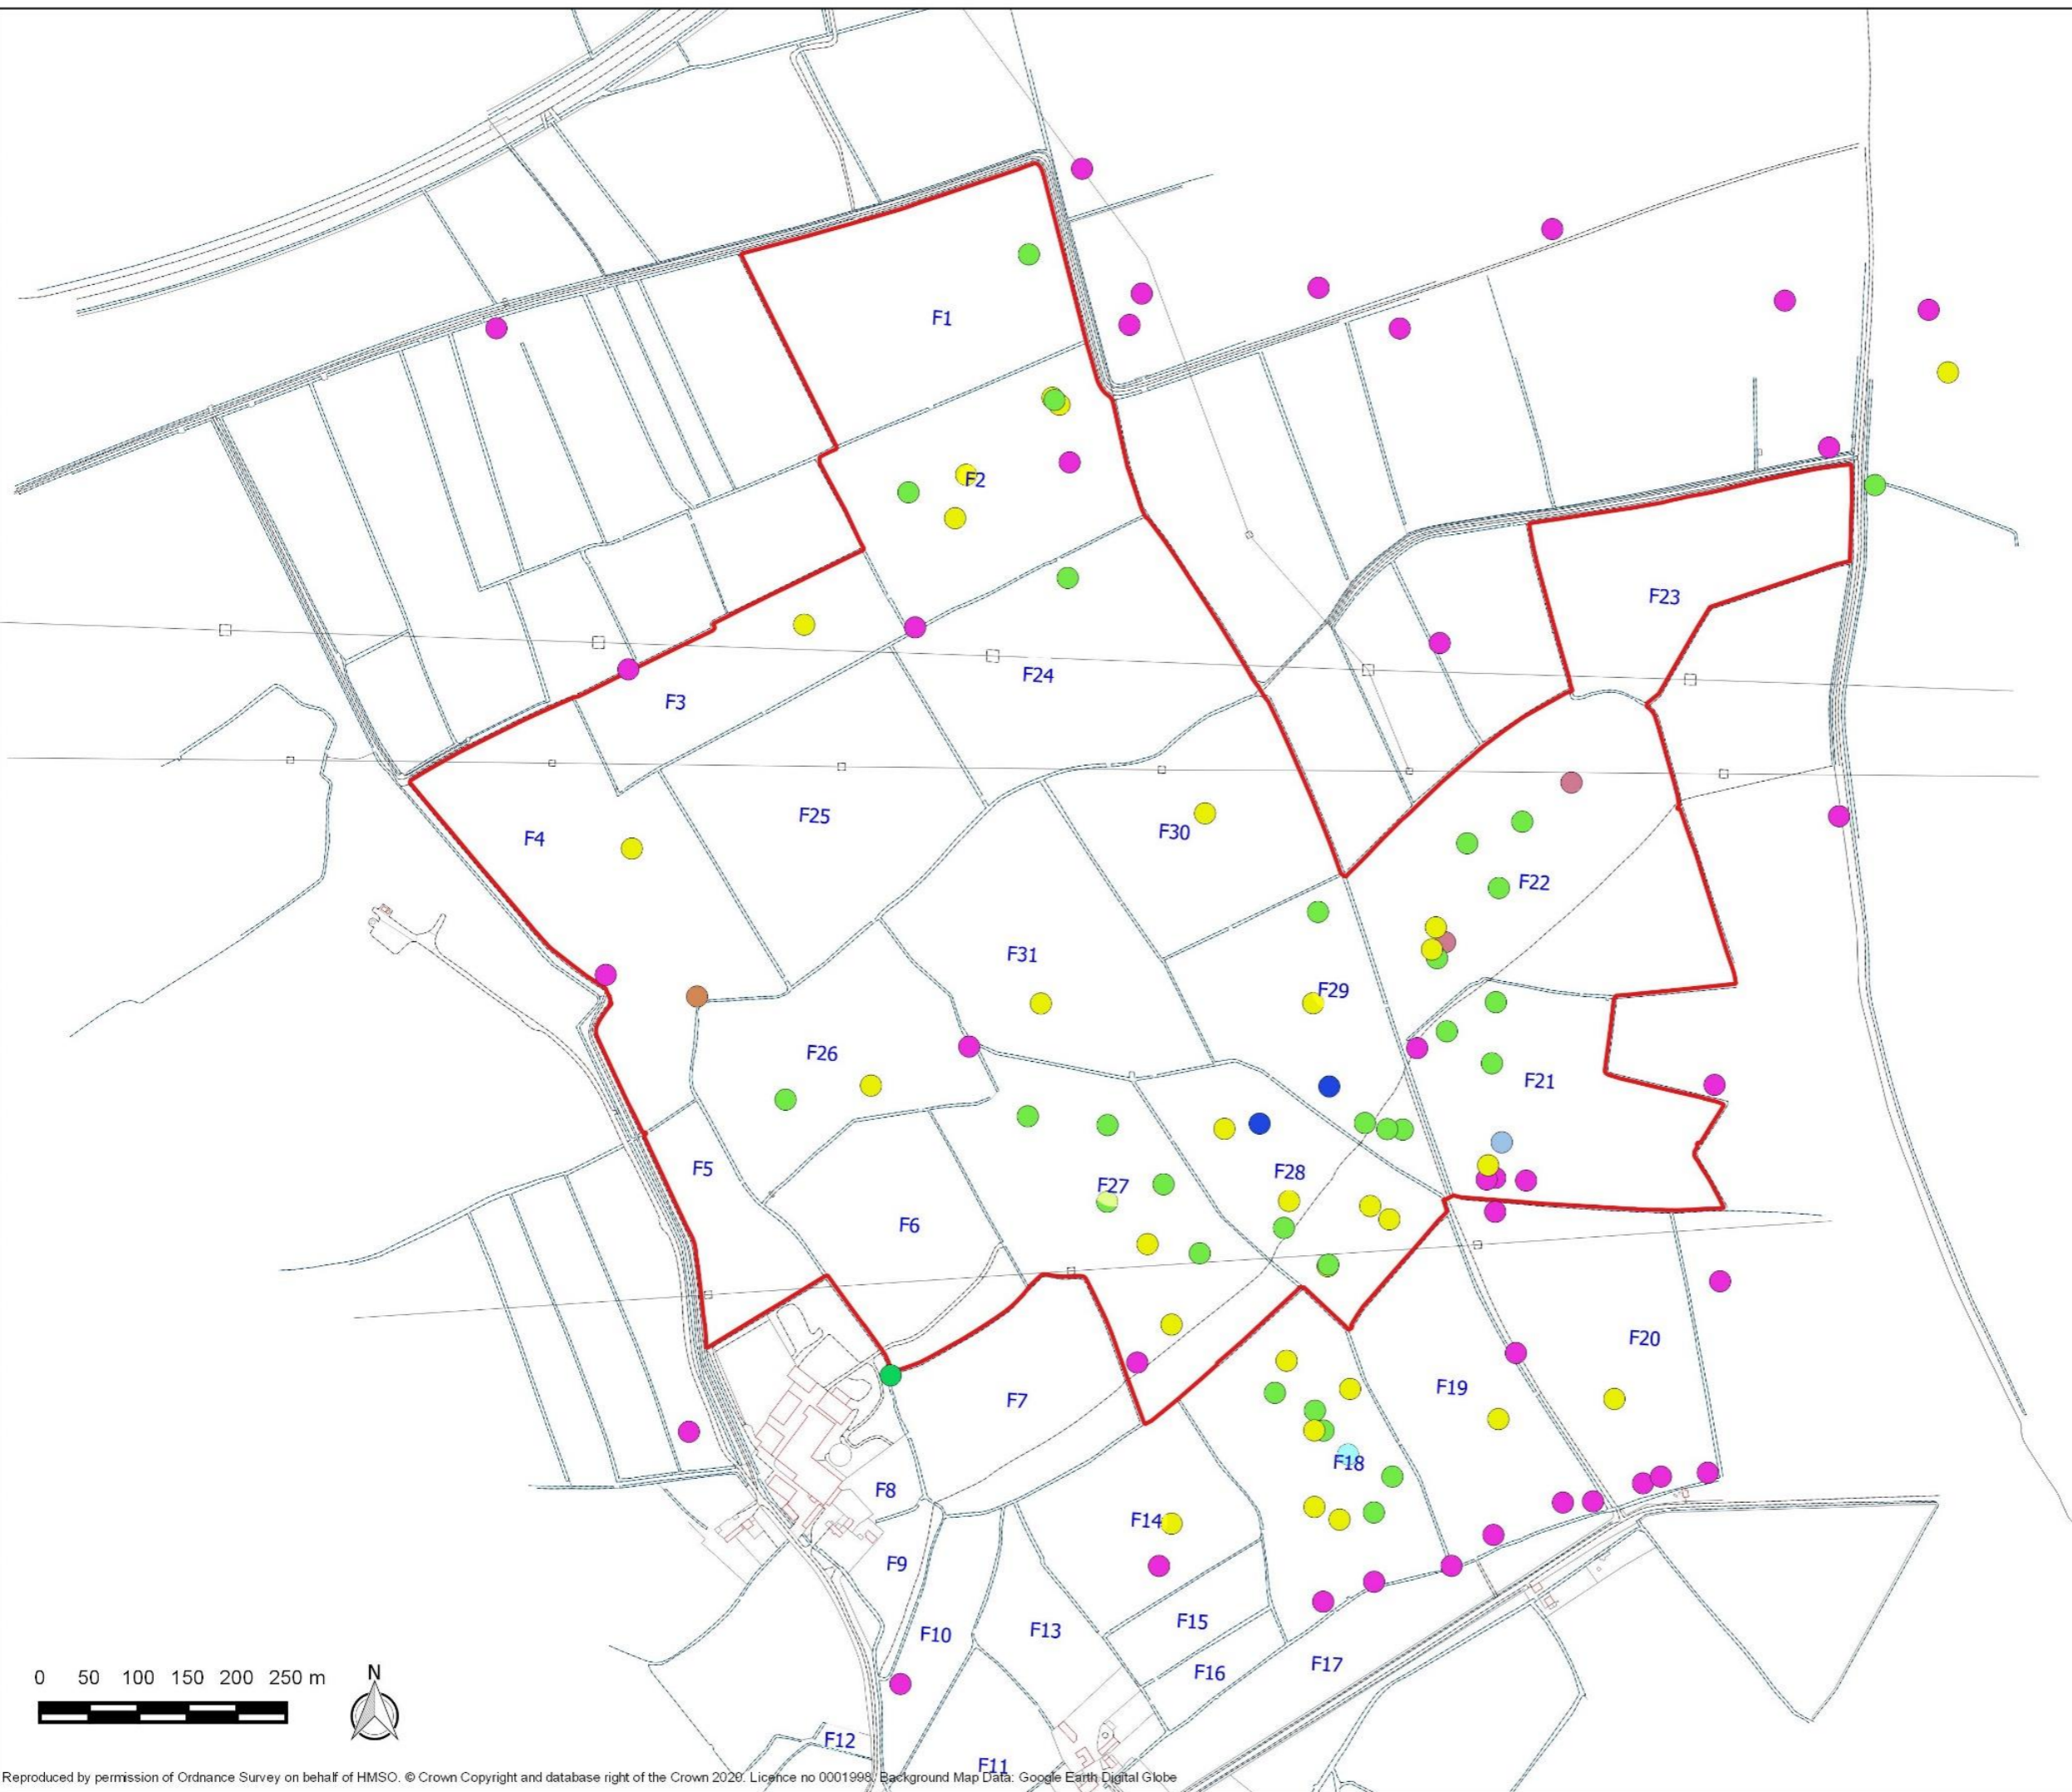 F1
F2
F23
F24
F3
F25
F30
F4
F22
F31
F29
F26
F21
F5
F27
F28
F6
F20
F19
F7
F18
F8
F14
F9
F15
F10
F13
F17
F16
0 50 100 150 200 250 m
N
F12
F11
Reproduced by permission of Ordnance Survey on behalf of HMSO. © Crown Copyright and database right of the Crown 2020. Licence no 0001998. Background Map Data: Google Earth Digital Globe